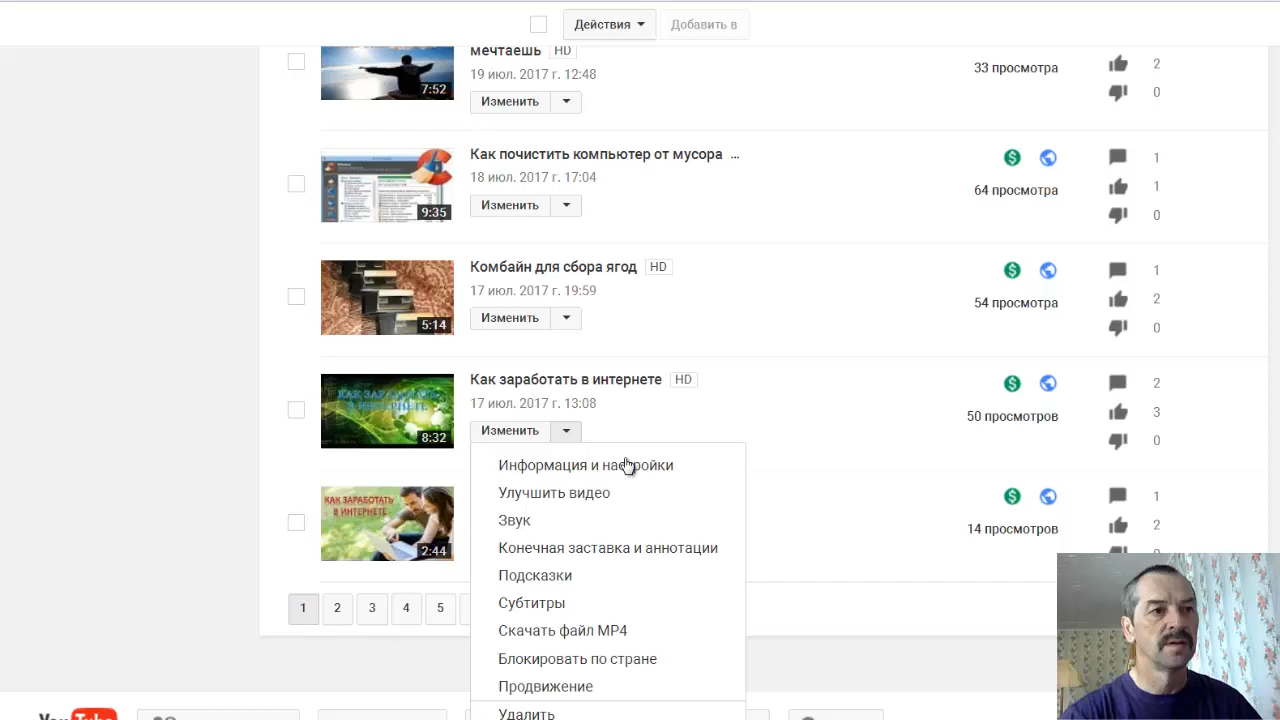 Действия
Добавить в
мечтаешь HD
19 июл. 2017 г. 12:48
7:52
Изменить
33 просмотра
2
0
Как почистить компьютер от мусора ...
18 июл. 2017 г. 17:04
9:35
Изменить
64 просмотра
1
1
0
Комбайн для сбора ягод HD
17 июл. 2017 г. 19:59
5:14
Изменить
54 просмотра
1
2
0
Как заработать в интернете HD
17 июл. 2017 г. 13:08
КАК ЗАРАБОТАТЬ
В ИНТЕРНЕТЕ
8:32
Изменить
50 просмотров
2
3
0
Информация и настройки
Улучшить видео
Звук
Конечная заставка и аннотации
Подсказки
Субтитры
Скачать файл MP4
Блокировать по стране
Продвижение
Удалить
КАК ЗАРАБОТАТЬ
В ИНТЕРНЕТЕ
2:44
14 просмотров
1
2
1 2 3 4 5
YouTube